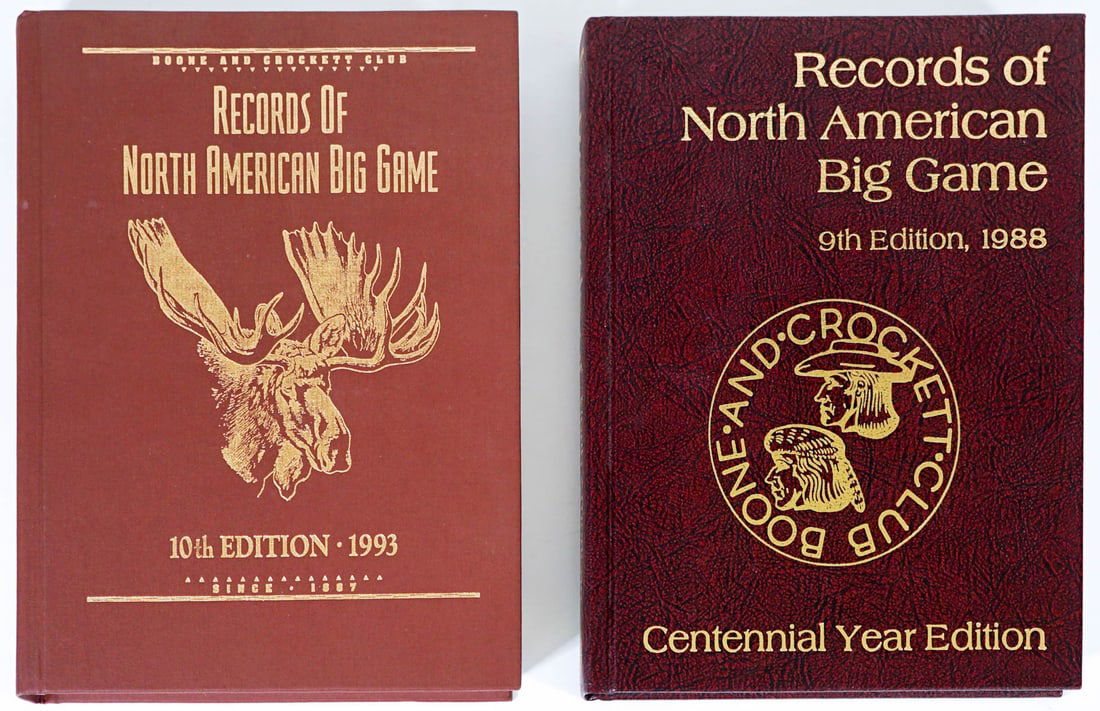 BOONE AND CROCKETT CLUB
RECORDS OF
NORTH AMERICAN BIG GAME
10th EDITION · 1993
SINCE · 1887
Records of
North American
Big Game
9th Edition, 1988
BOONE·AND·CROCKETT·CLUB
Centennial Year Edition